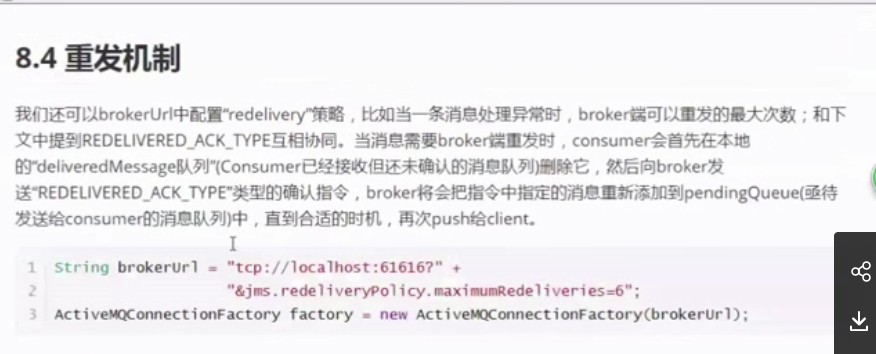 8.4 重发机制
我们还可以brokerUrl中配置“redelivery”策略，比如当一条消息处理异常时，broker端可以重发的最大次数；和下
文中提到REDELIVERED_ACK_TYPE互相协同。当消息需要broker端重发时，consumer会首先在本地
的“deliveredMessage队列”(Consumer已经接收但还未确认的消息队列)删除它，然后向broker发
送“REDELIVERED_ACK_TYPE”类型的确认指令，broker将会把指令中指定的消息重新添加到pendingQueue(亟待
发送给consumer的消息队列)中，直到合适的时机，再次push给client。
1 String brokerUrl = "tcp://localhost:61616?" +
2 "&jms.redeliveryPolicy.maximumRedeliveries=6";
3 ActiveMQConnectionFactory factory = new ActiveMQConnectionFactory(brokerUrl);